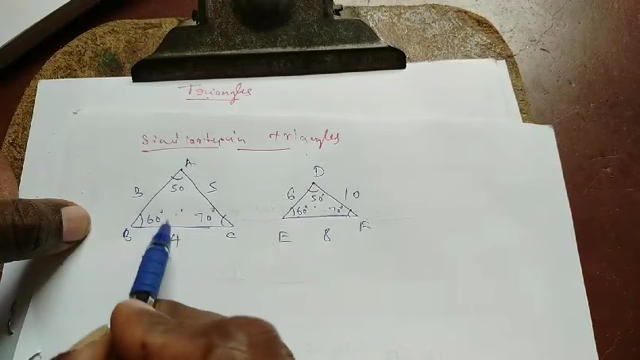 Triangles
Similarity in triangles
A
D
3 50 5
6 50° 10
60° 70°
60° 70°
B 4 C
E 8 F